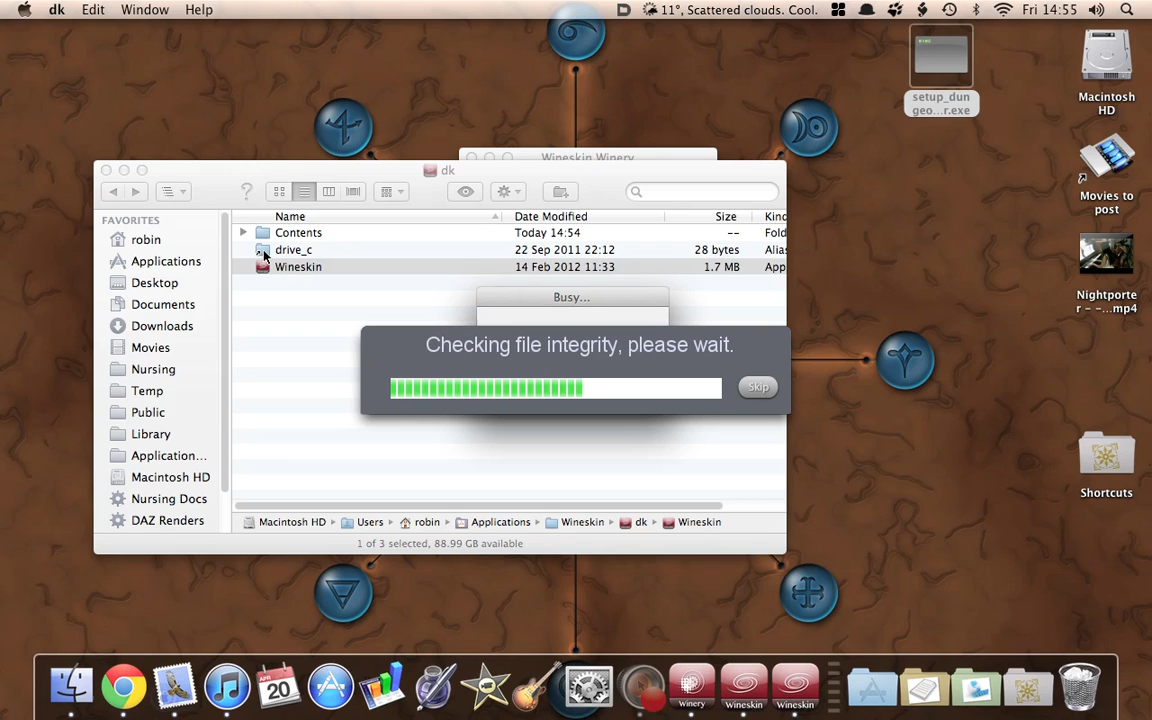 dk Edit Window Help
11°, Scattered clouds. Cool.
Fri 14:55
setup_dun
geo...r.exe
Macintosh
HD
Movies to
post
Nightporte
r - -...mp4
Shortcuts
Wineskin Winery
dk
FAVORITES
robin
Applications
Desktop
Documents
Downloads
Movies
Nursing
Temp
Public
Library
Application...
Macintosh HD
Nursing Docs
DAZ Renders
Name Date Modified Size Kind
Contents Today 14:54 -- Fold
drive_c 22 Sep 2011 22:12 28 bytes Alias
Wineskin 14 Feb 2012 11:33 1.7 MB App
Busy...
Checking file integrity, please wait.
Skip
Macintosh HD Users robin Applications Wineskin dk Wineskin
1 of 3 selected, 88.99 GB available
APR
20
Winery
Wineskin
Wineskin